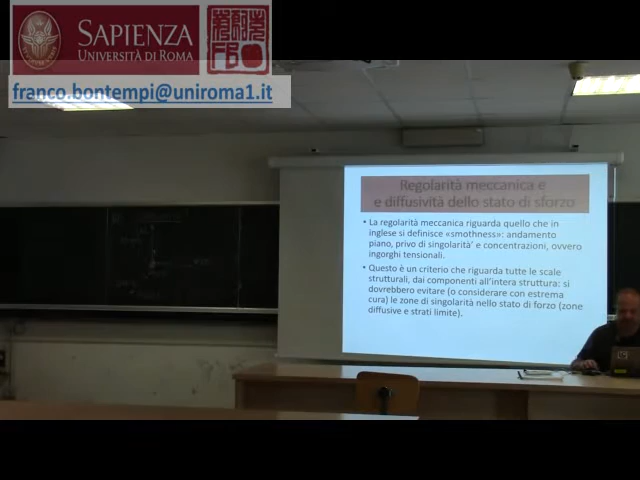 SAPIENZA
UNIVERSITÀ DI ROMA
franco.bontempi@uniroma1.it
Regolarità meccanica e
e diffusività dello stato di sforzo
• La regolarità meccanica riguarda quello che in
inglese si definisce «smothness»: andamento
piano, privo di singolarita' e concentrazioni, ovvero
ingorghi tensionali.
• Questo è un criterio che riguarda tutte le scale
strutturali, dai componenti all'intera struttura: si
dovrebbero evitare (o considerare con estrema
cura) le zone di singolarità nello stato di forzo (zone
diffusive e strati limite).